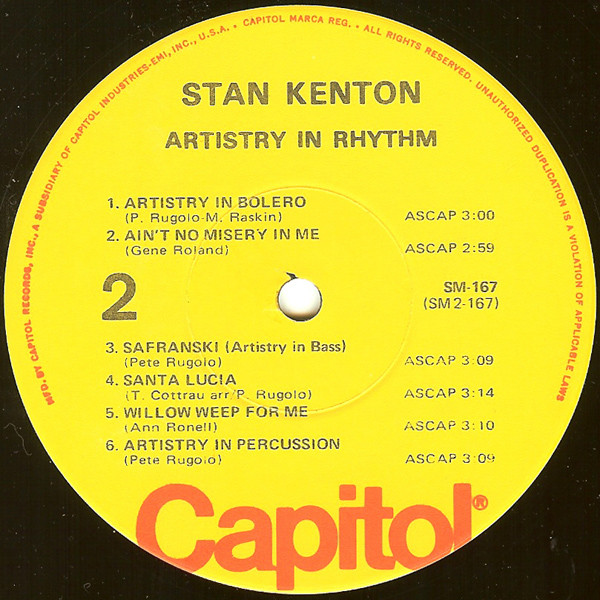 MFD. BY CAPITOL RECORDS, INC., A SUBSIDIARY OF CAPITOL INDUSTRIES-EMI, INC., U.S.A. • CAPITOL MARCA REG. • ALL RIGHTS RESERVED. UNAUTHORIZED DUPLICATION IS A VIOLATION OF APPLICABLE LAWS
STAN KENTON
ARTISTRY IN RHYTHM
1. ARTISTRY IN BOLERO
(P. Rugolo-M. Raskin) ASCAP 3:00
2. AIN'T NO MISERY IN ME
(Gene Roland) ASCAP 2:59
2
SM-167
(SM2-167)
3. SAFRANSKI (Artistry in Bass)
(Pete Rugolo) ASCAP 3:09
4. SANTA LUCIA
(T. Cottrau arr/P. Rugolo) ASCAP 3:14
5. WILLOW WEEP FOR ME
(Ann Ronell) ASCAP 3:10
6. ARTISTRY IN PERCUSSION
(Pete Rugolo) ASCAP 3:09
Capitol®